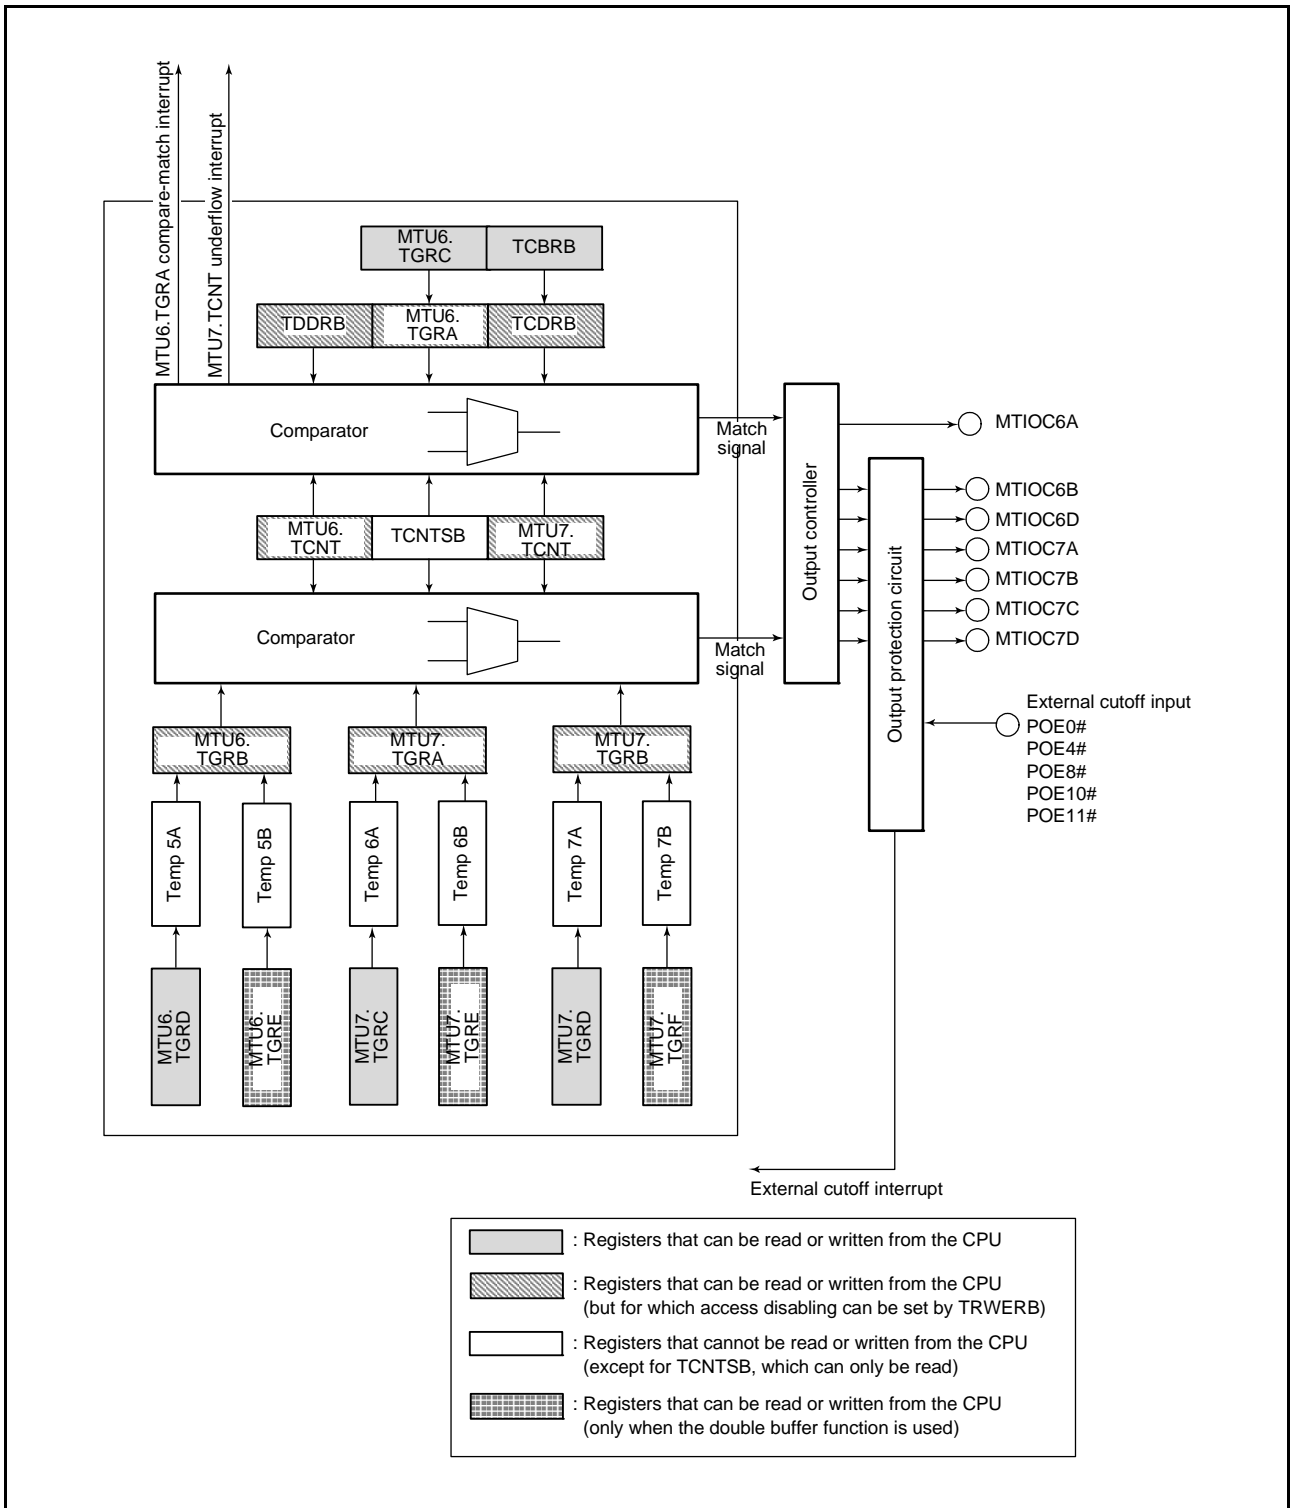 MTU6.TGRA compare-match interrupt
MTU7.TCNT underflow interrupt
MTU6.
TGRC
TCBRB
TDDRB
MTU6.
TGRA
TCDRB
Comparator
Match
signal
MTU6.
TCNT
TCNTSB
MTU7.
TCNT
Comparator
Match
signal
Output controller
Output protection circuit
MTIOC6A
MTIOC6B
MTIOC6D
MTIOC7A
MTIOC7B
MTIOC7C
MTIOC7D
External cutoff input
POE0#
POE4#
POE8#
POE10#
POE11#
MTU6.
TGRB
MTU7.
TGRA
MTU7.
TGRB
Temp 5A
Temp 5B
Temp 6A
Temp 6B
Temp 7A
Temp 7B
MTU6.
TGRD
MTU6.
TGRE
MTU7.
TGRC
MTU7.
TGRE
MTU7.
TGRD
MTU7.
TGRF
External cutoff interrupt
: Registers that can be read or written from the CPU
: Registers that can be read or written from the CPU
(but for which access disabling can be set by TRWERB)
: Registers that cannot be read or written from the CPU
(except for TCNTSB, which can only be read)
: Registers that can be read or written from the CPU
(only when the double buffer function is used)